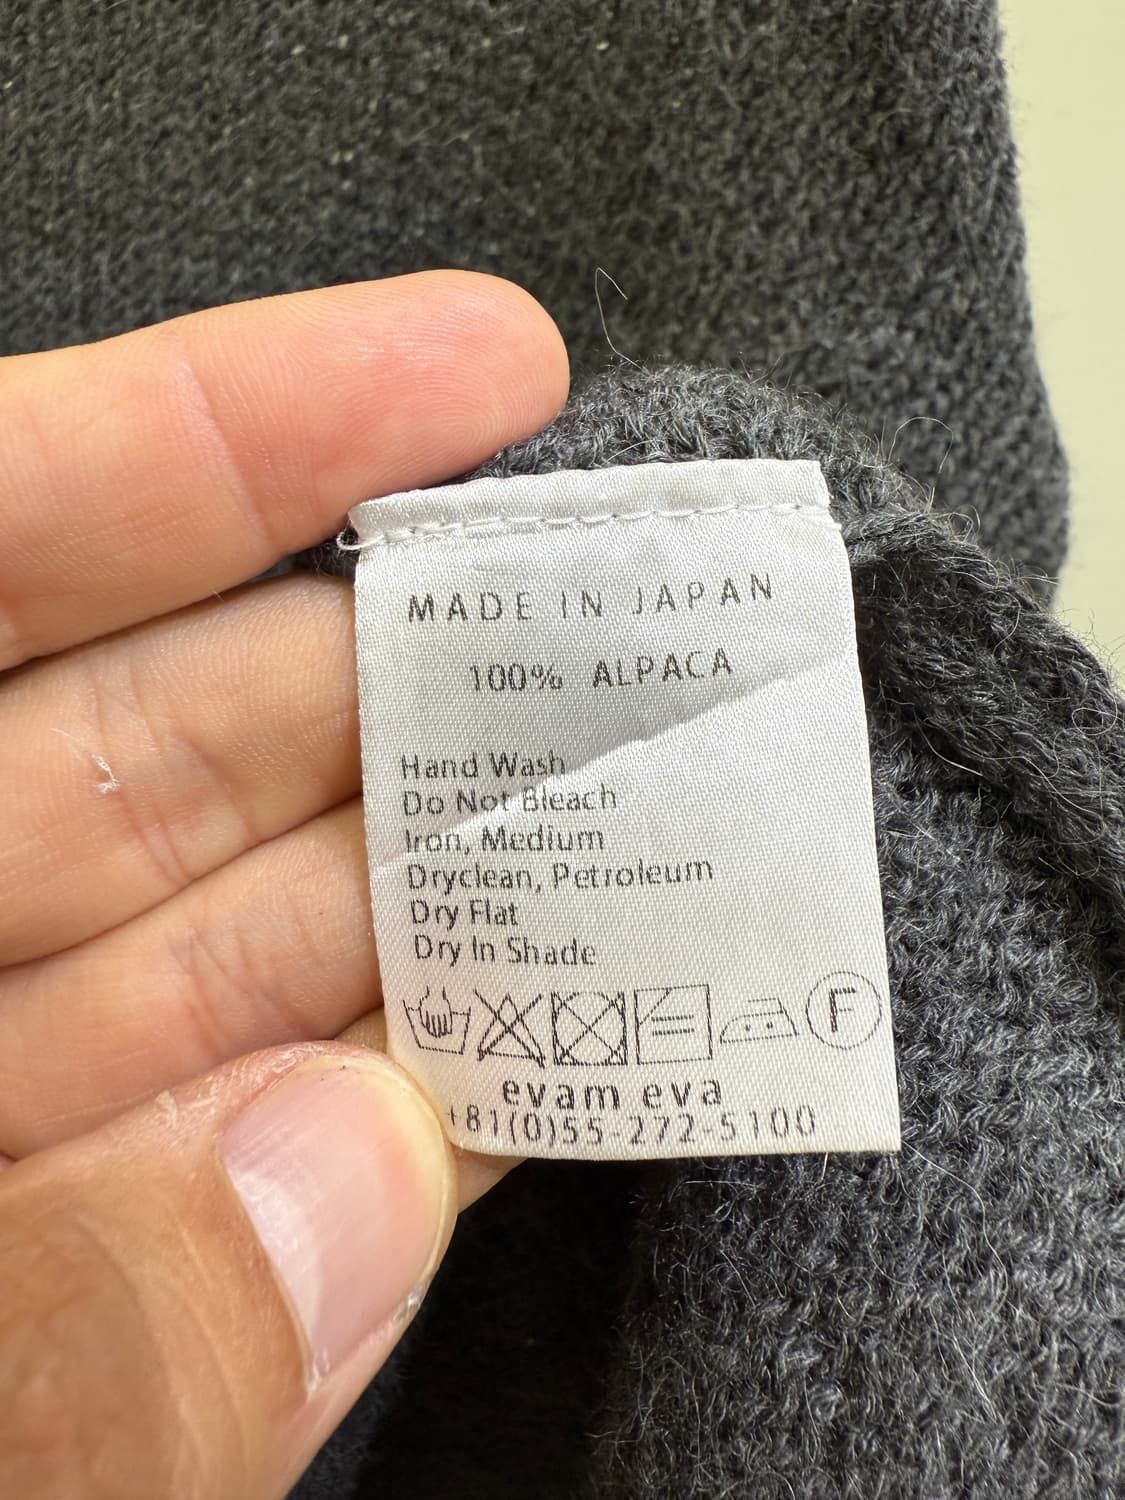 MADE IN JAPAN
100% ALPACA
Hand Wash
Do Not Bleach
Iron, Medium
Dryclean, Petroleum
Dry Flat
Dry In Shade
F
evam eva
+81(0)55-272-5100